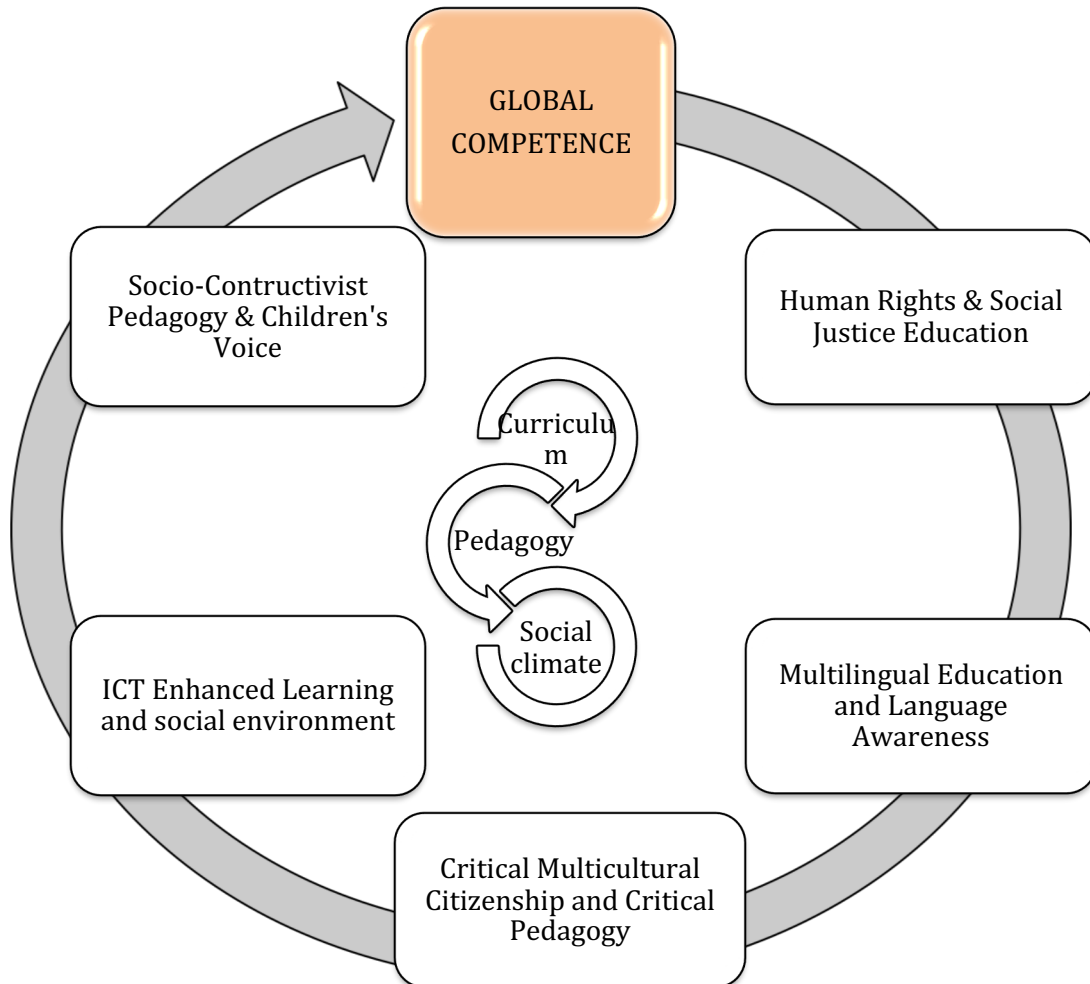 GLOBAL
COMPETENCE
Human Rights & Social
Justice Education
Multilingual Education
and Language
Awareness
Critical Multicultural
Citizenship and Critical
Pedagogy
ICT Enhanced Learning
and social environment
Socio-Contructivist
Pedagogy & Children's
Voice
Curriculu
m
Pedagogy
Social
climate